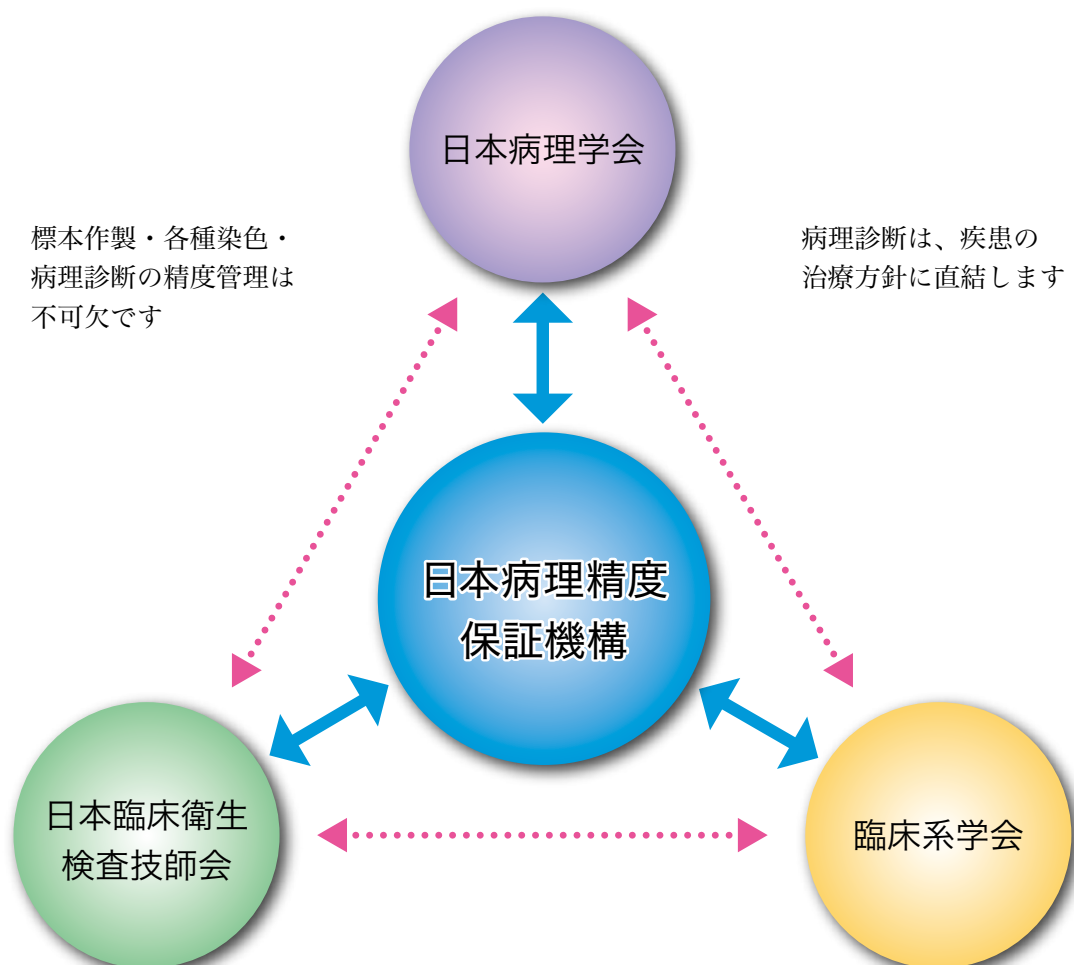 日本病理学会
標本作製・各種染色・
病理診断の精度管理は
不可欠です
病理診断は、疾患の
治療方針に直結します
日本病理精度
保証機構
日本臨床衛生
検査技師会
臨床系学会